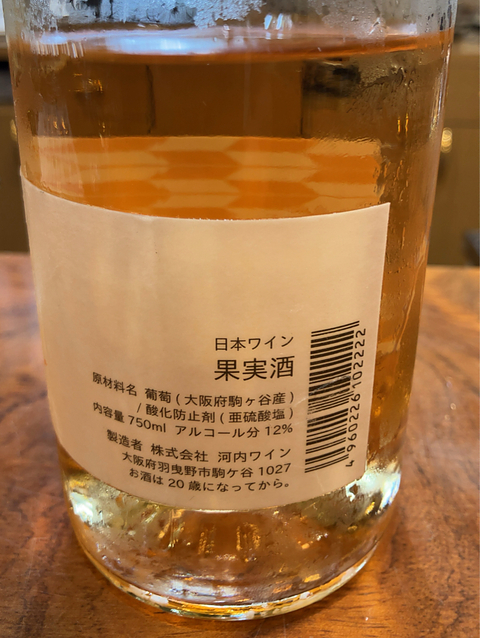 日本ワイン
果実酒
原材料名 葡萄(大阪府駒ヶ谷産)
/ 酸化防止剤(亜硫酸塩)
内容量 750ml アルコール分 12%
製造者 株式会社 河内ワイン
大阪府羽曳野市駒ケ谷 1027
お酒は 20 歳になってから。
4960226102222